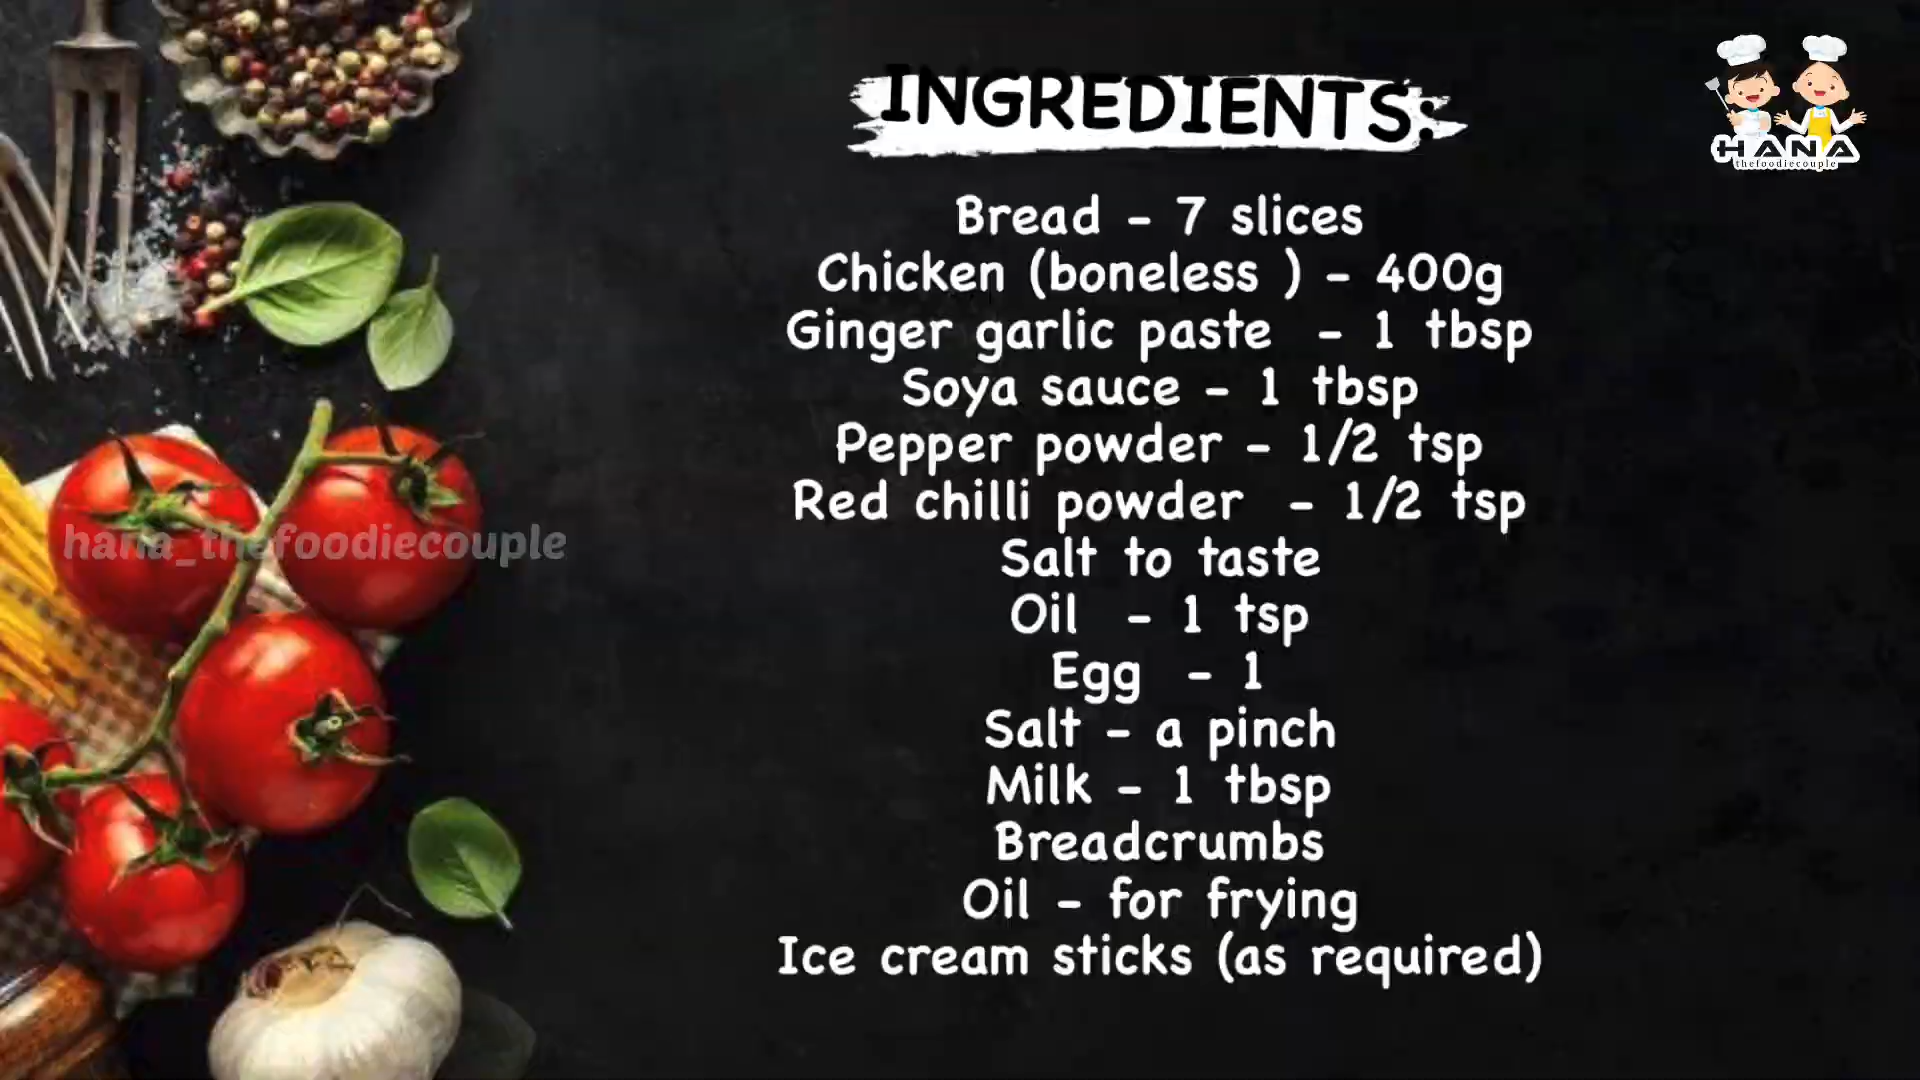 INGREDIENTS:
Bread - 7 slices
Chicken (boneless ) - 400g
Ginger garlic paste - 1 tbsp
Soya sauce - 1 tbsp
Pepper powder - 1/2 tsp
Red chilli powder - 1/2 tsp
Salt to taste
Oil - 1 tsp
Egg - 1
Salt - a pinch
Milk - 1 tbsp
Breadcrumbs
Oil - for frying
Ice cream sticks (as required)
hana_thefoodiecouple
HANA
thefoodiecouple